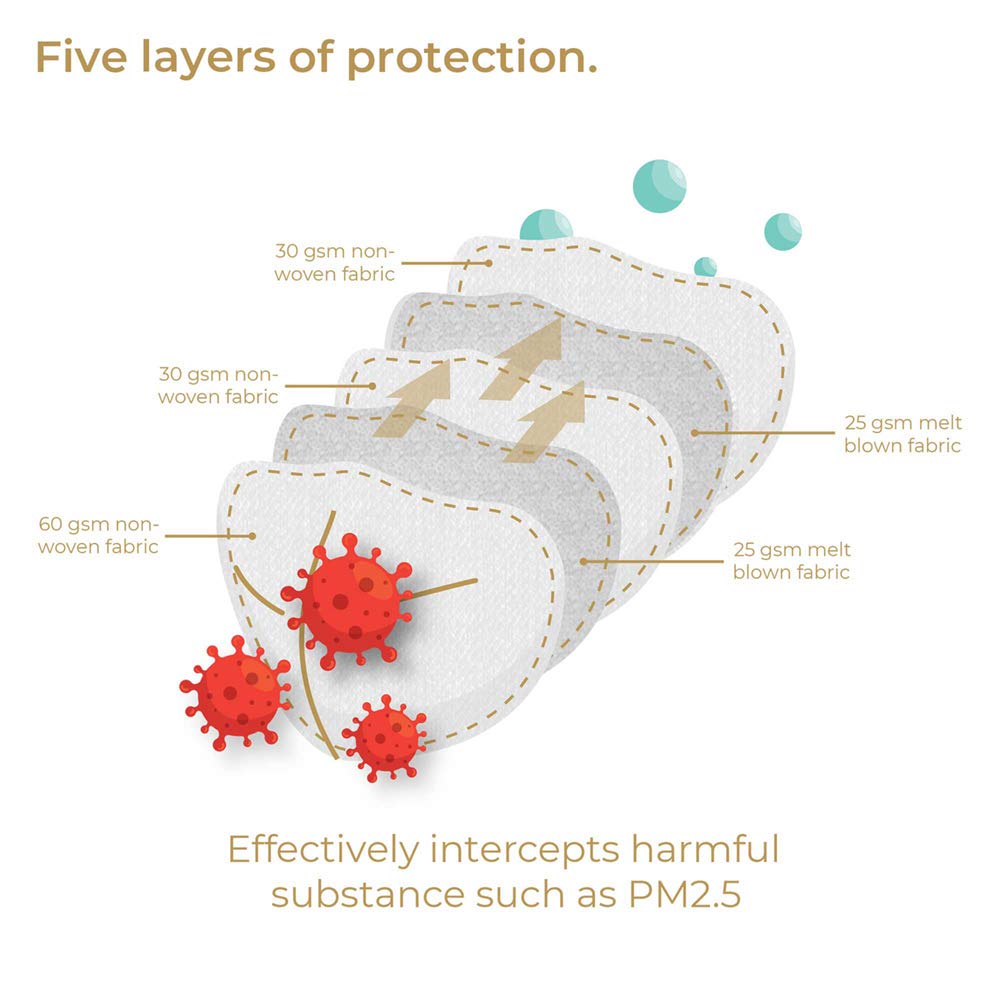 Five layers of protection.
30 gsm non-
woven fabric
30 gsm non-
woven fabric
25 gsm melt
blown fabric
60 gsm non-
woven fabric
25 gsm melt
blown fabric
Effectively intercepts harmful
substance such as PM2.5